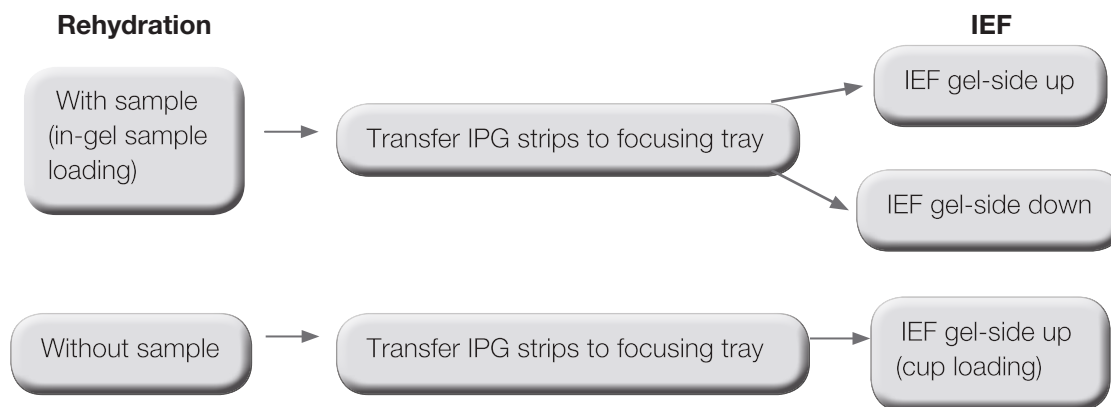 Rehydration
IEF
With sample
(in-gel sample
loading)
Transfer IPG strips to focusing tray
IEF gel-side up
IEF gel-side down
Without sample
Transfer IPG strips to focusing tray
IEF gel-side up
(cup loading)